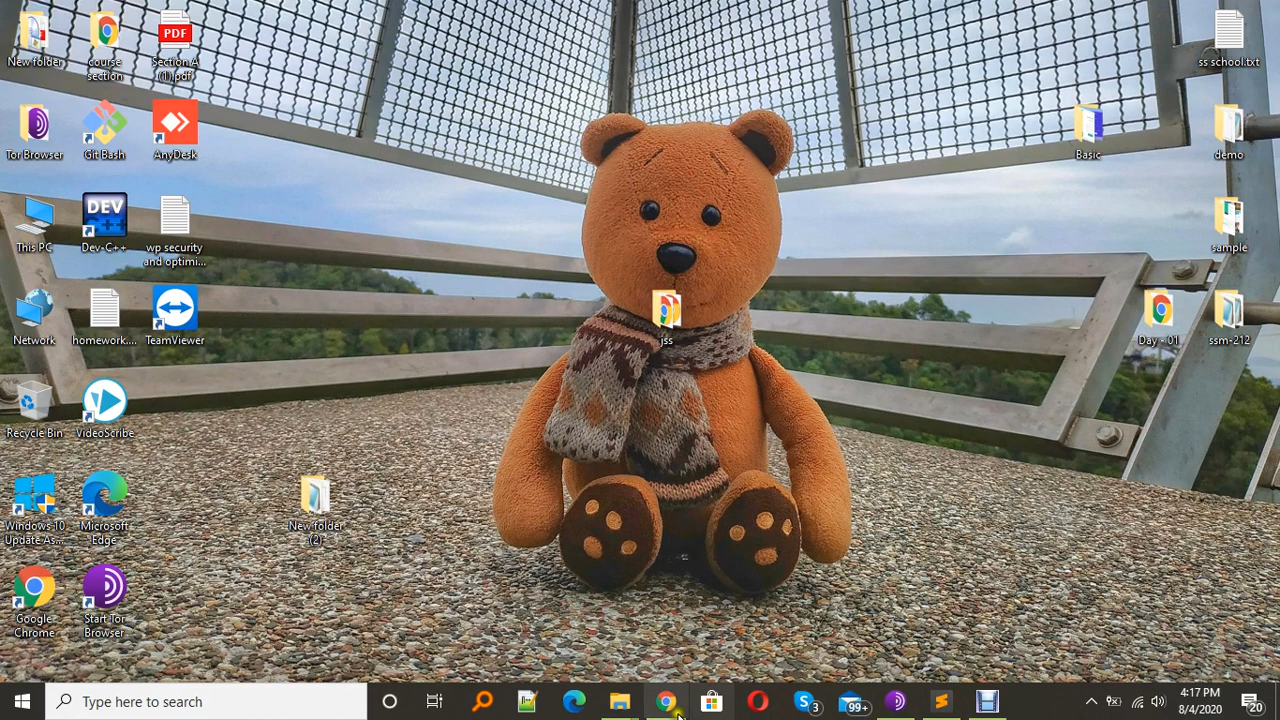 New folder
course
section
PDF
Section A
(1).pdf
ss school.txt
Tor Browser
Git Bash
AnyDesk
Basic
demo
This PC
DEV
Dev-C++
wp security
and optimi...
sample
Network
homework....
TeamViewer
jss
Day - 01
ssm-212
Recycle Bin
VideoScribe
Windows 10
Update As...
Microsoft
Edge
New folder
(2)
Google
Chrome
Start Tor
Browser
Type here to search
3
99+
4:17 PM
8/4/2020
20